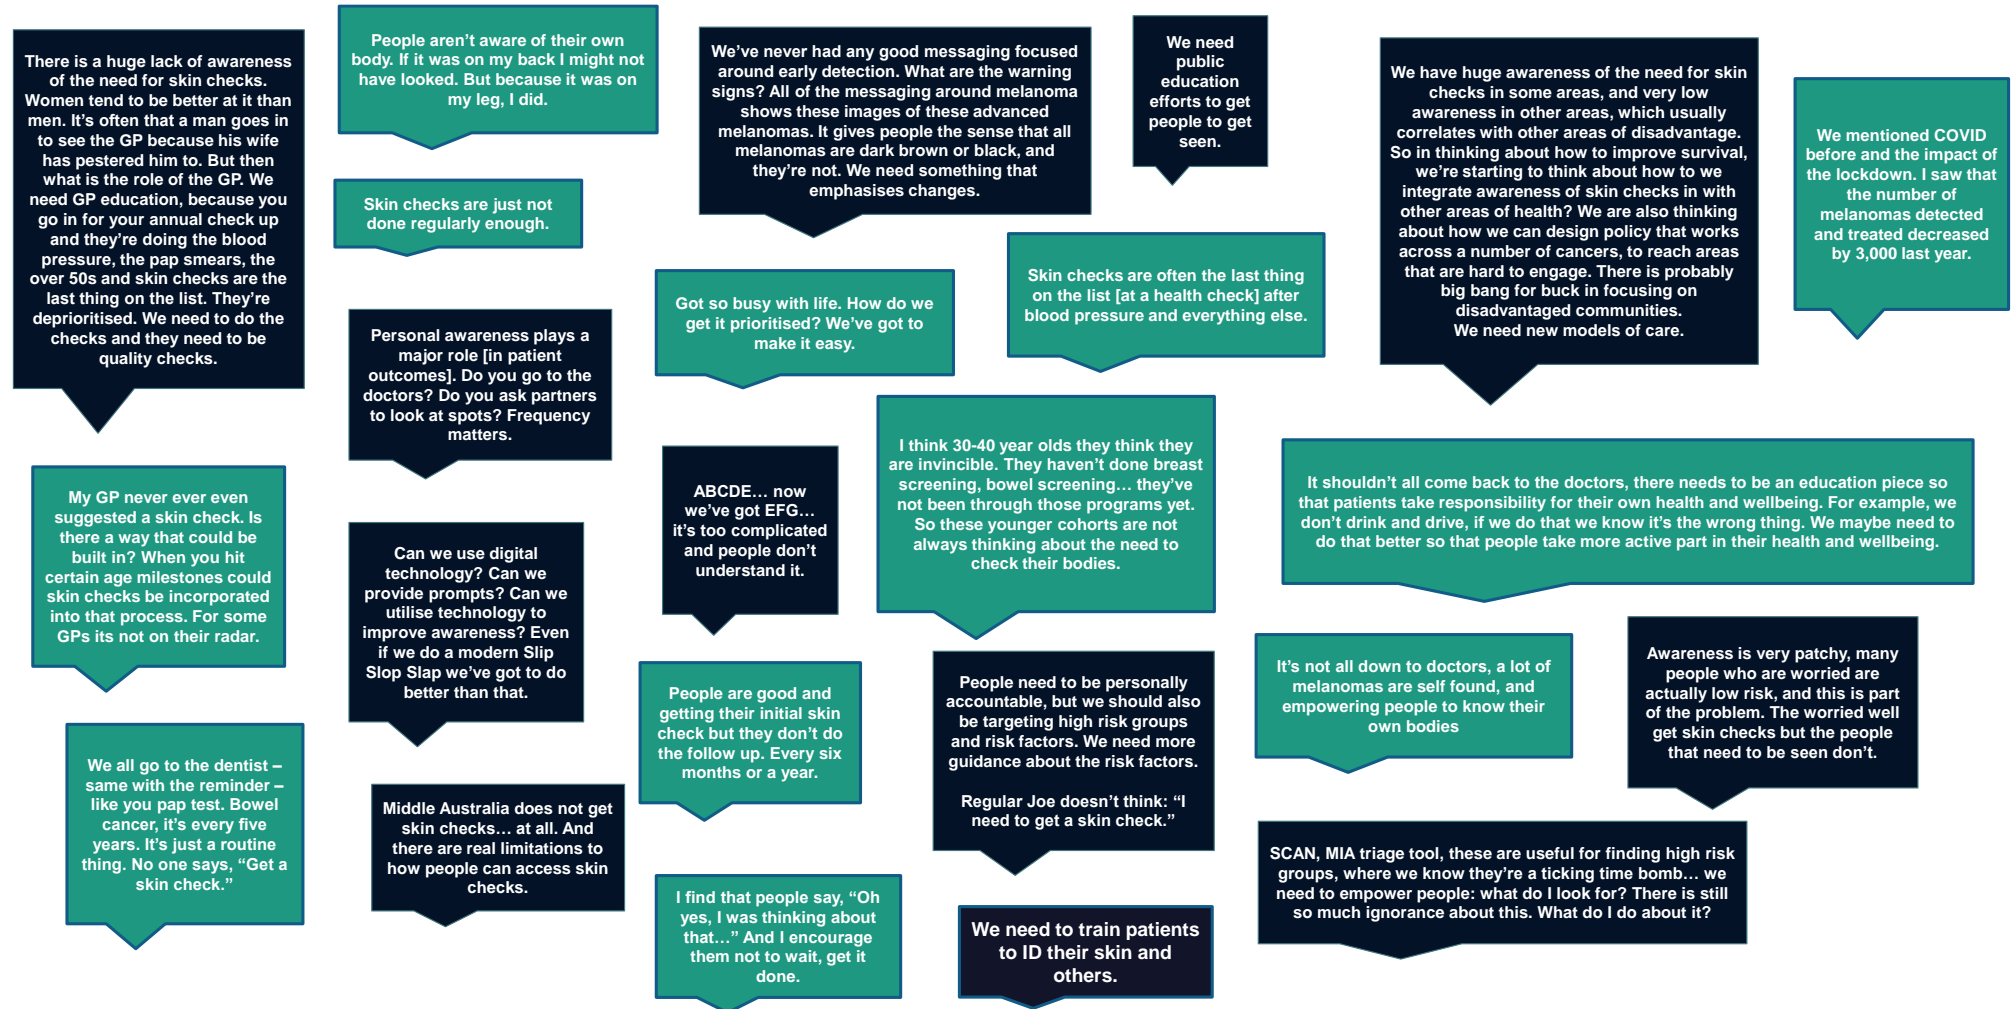 There is a huge lack of awareness
of the need for skin checks.
Women tend to be better at it than
men. It’s often that a man goes in
to see the GP because his wife
has pestered him to. But then
what is the role of the GP. We
need GP education, because you
go in for your annual check up
and they’re doing the blood
pressure, the pap smears, the
over 50s and skin checks are the
last thing on the list. They’re
deprioritised. We need to do the
checks and they need to be
quality checks.
My GP never ever even
suggested a skin check. Is
there a way that could be
built in? When you hit
certain age milestones could
skin checks be incorporated
into that process. For some
GPs its not on their radar.
We all go to the dentist –
same with the reminder –
like you pap test. Bowel
cancer, it’s every five
years. It’s just a routine
thing. No one says, “Get a
skin check.”
People aren’t aware of their own
body. If it was on my back I might not
have looked. But because it was on
my leg, I did.
Skin checks are just not
done regularly enough.
Personal awareness plays a
major role [in patient
outcomes]. Do you go to the
doctors? Do you ask partners
to look at spots? Frequency
matters.
Can we use digital
technology? Can we
provide prompts? Can we
utilise technology to
improve awareness? Even
if we do a modern Slip
Slop Slap we’ve got to do
better than that.
Middle Australia does not get
skin checks… at all. And
there are real limitations to
how people can access skin
checks.
We’ve never had any good messaging focused
around early detection. What are the warning
signs? All of the messaging around melanoma
shows these images of these advanced
melanomas. It gives people the sense that all
melanomas are dark brown or black, and
they’re not. We need something that
emphasises changes.
Got so busy with life. How do we
get it prioritised? We’ve got to
make it easy.
ABCDE… now
we’ve got EFG…
it’s too complicated
and people don’t
understand it.
People are good and
getting their initial skin
check but they don’t do
the follow up. Every six
months or a year.
I find that people say, “Oh
yes, I was thinking about
that…” And I encourage
them not to wait, get it
done.
We need
public
education
efforts to get
people to get
seen.
Skin checks are often the last thing
on the list [at a health check] after
blood pressure and everything else.
I think 30-40 year olds they think they
are invincible. They haven’t done breast
screening, bowel screening… they’ve
not been through those programs yet.
So these younger cohorts are not
always thinking about the need to
check their bodies.
People need to be personally
accountable, but we should also
be targeting high risk groups
and risk factors. We need more
guidance about the risk factors.
Regular Joe doesn’t think: “I
need to get a skin check.”
We need to train patients
to ID their skin and
others.
We have huge awareness of the need for skin
checks in some areas, and very low
awareness in other areas, which usually
correlates with other areas of disadvantage.
So in thinking about how to improve survival,
we’re starting to think about how to we
integrate awareness of skin checks in with
other areas of health? We are also thinking
about how we can design policy that works
across a number of cancers, to reach areas
that are hard to engage. There is probably
big bang for buck in focusing on
disadvantaged communities.
We need new models of care.
We mentioned COVID
before and the impact of
the lockdown. I saw that
the number of
melanomas detected
and treated decreased
by 3,000 last year.
It shouldn’t all come back to the doctors, there needs to be an education piece so
that patients take responsibility for their own health and wellbeing. For example, we
don’t drink and drive, if we do that we know it’s the wrong thing. We maybe need to
do that better so that people take more active part in their health and wellbeing.
It’s not all down to doctors, a lot of
melanomas are self found, and
empowering people to know their
own bodies
Awareness is very patchy, many
people who are worried are
actually low risk, and this is part
of the problem. The worried well
get skin checks but the people
that need to be seen don’t.
SCAN, MIA triage tool, these are useful for finding high risk
groups, where we know they’re a ticking time bomb… we
need to empower people: what do I look for? There is still
so much ignorance about this. What do I do about it?